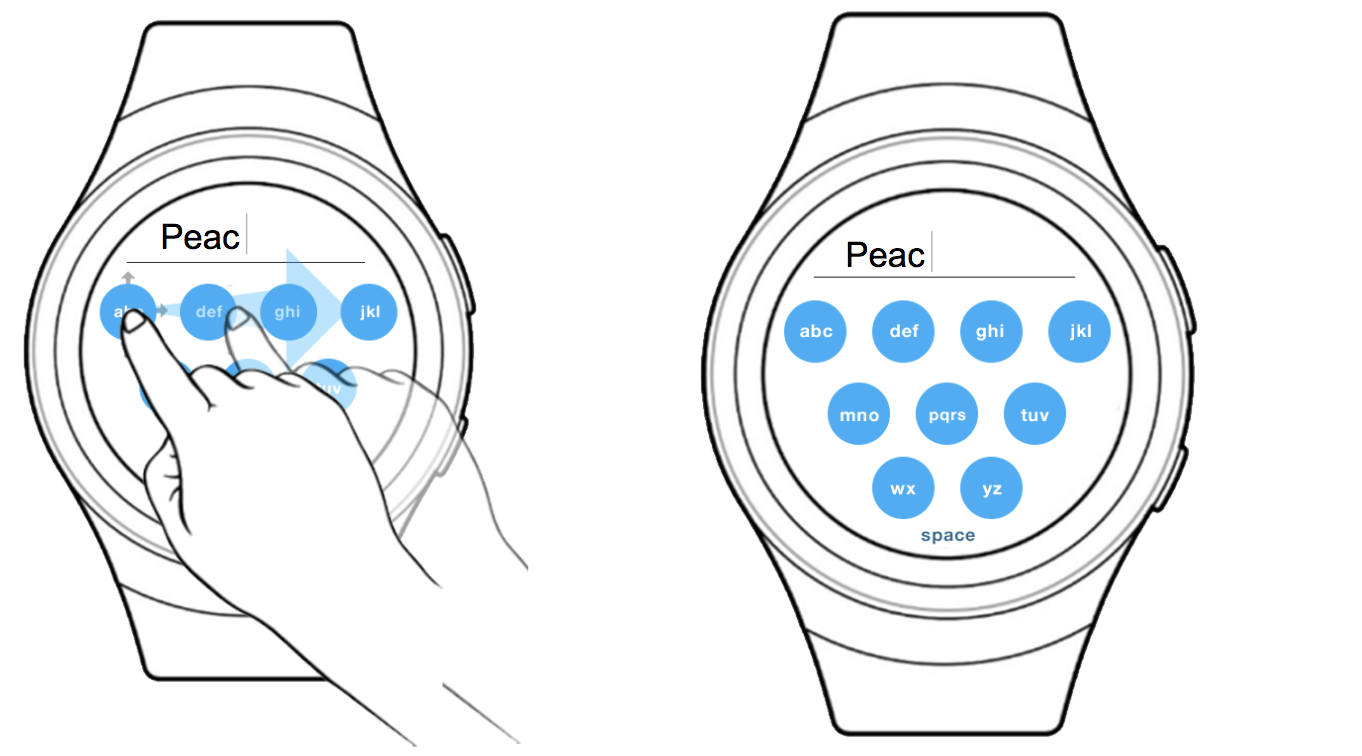 Peac
def ghi jkl
Peac
abc def ghi jkl
mno pqrs tuv
wx yz
space